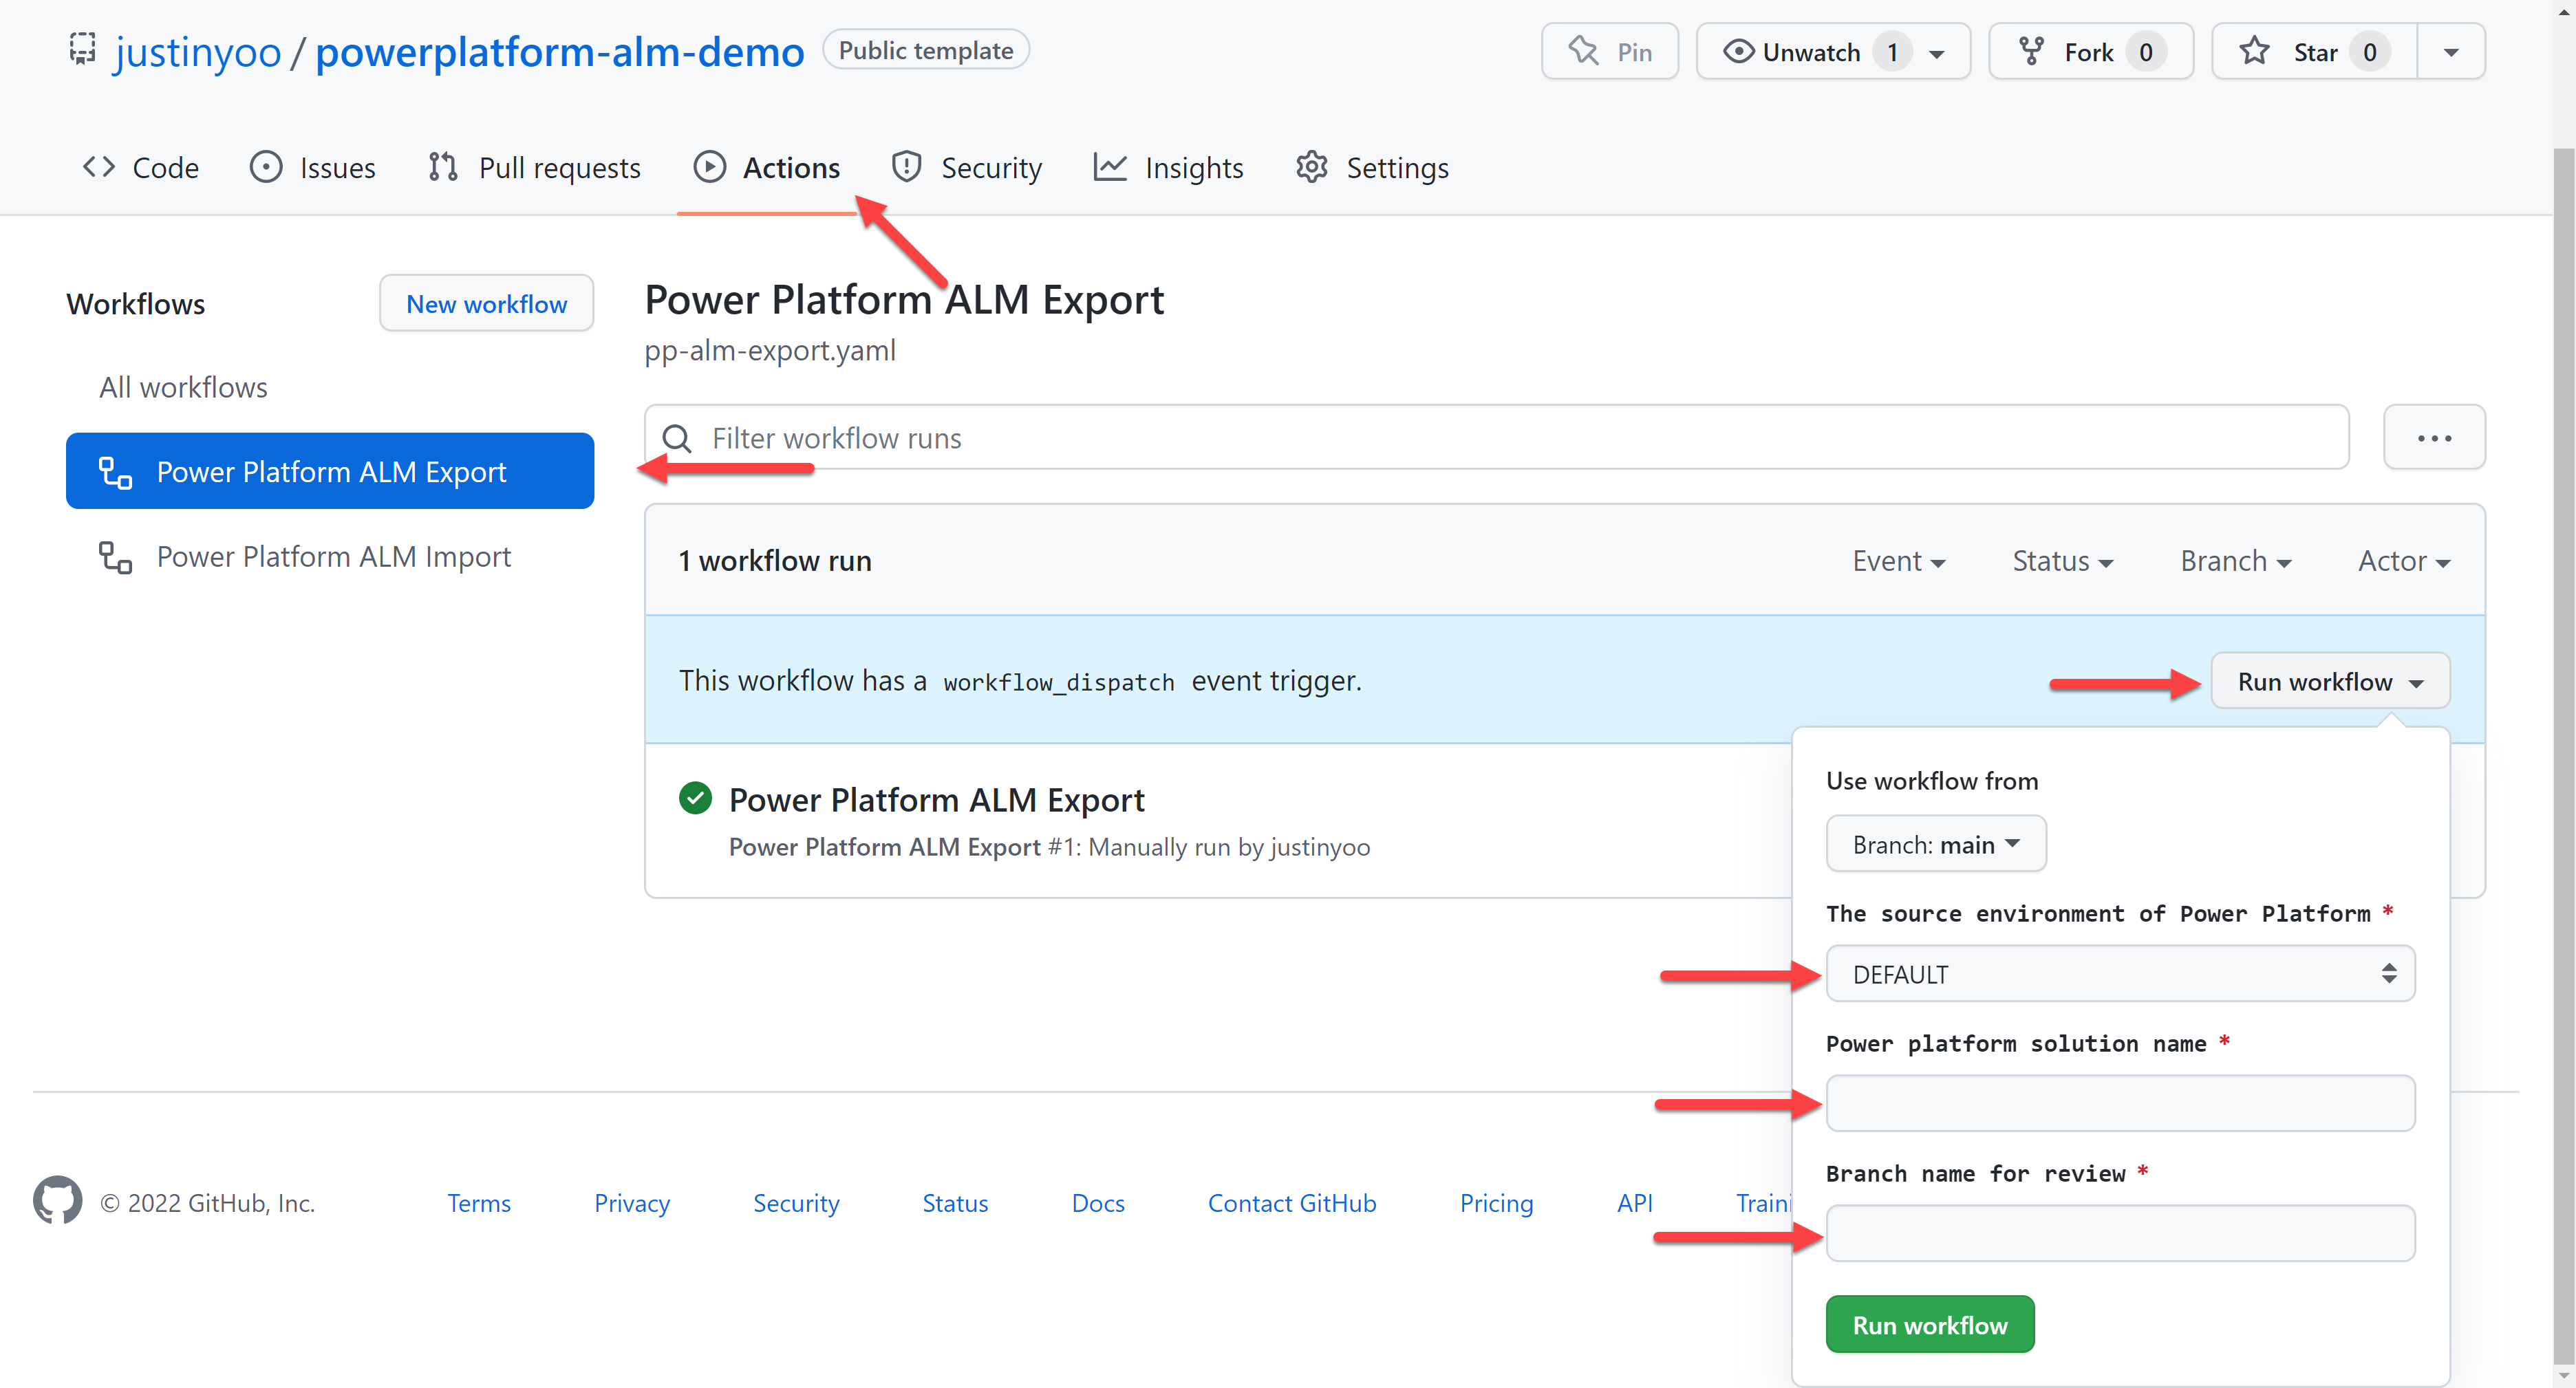 justinyoo / powerplatform-alm-demo Public template Pin Unwatch 1 Fork 0 Star 0
Code Issues Pull requests Actions Security Insights Settings
Workflows New workflow
All workflows
Power Platform ALM Export
Power Platform ALM Import
Power Platform ALM Export
pp-alm-export.yaml
Filter workflow runs
1 workflow run Event Status Branch Actor
This workflow has a workflow_dispatch event trigger. Run workflow
Power Platform ALM Export
Power Platform ALM Export #1: Manually run by justinyoo
Use workflow from
Branch: main
The source environment of Power Platform *
DEFAULT
Power platform solution name *
Branch name for review *
Run workflow
© 2022 GitHub, Inc. Terms Privacy Security Status Docs Contact GitHub Pricing API